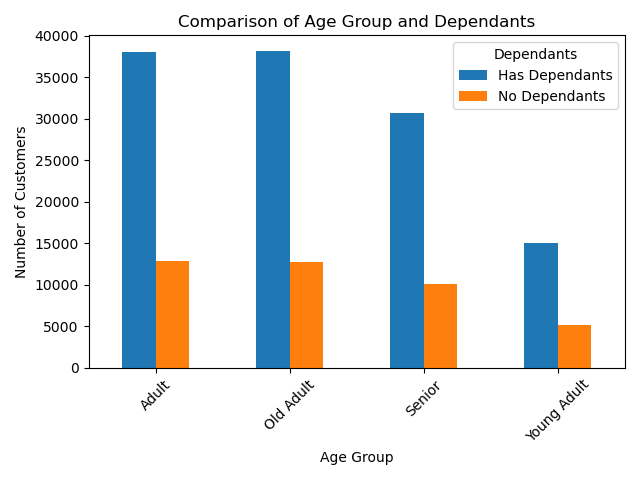 Comparison of Age Group and Dependants
Dependants
Has Dependants
No Dependants
40000
35000
30000
25000
20000
15000
10000
5000
0
Number of Customers
Adult
Old Adult
Senior
Young Adult
Age Group